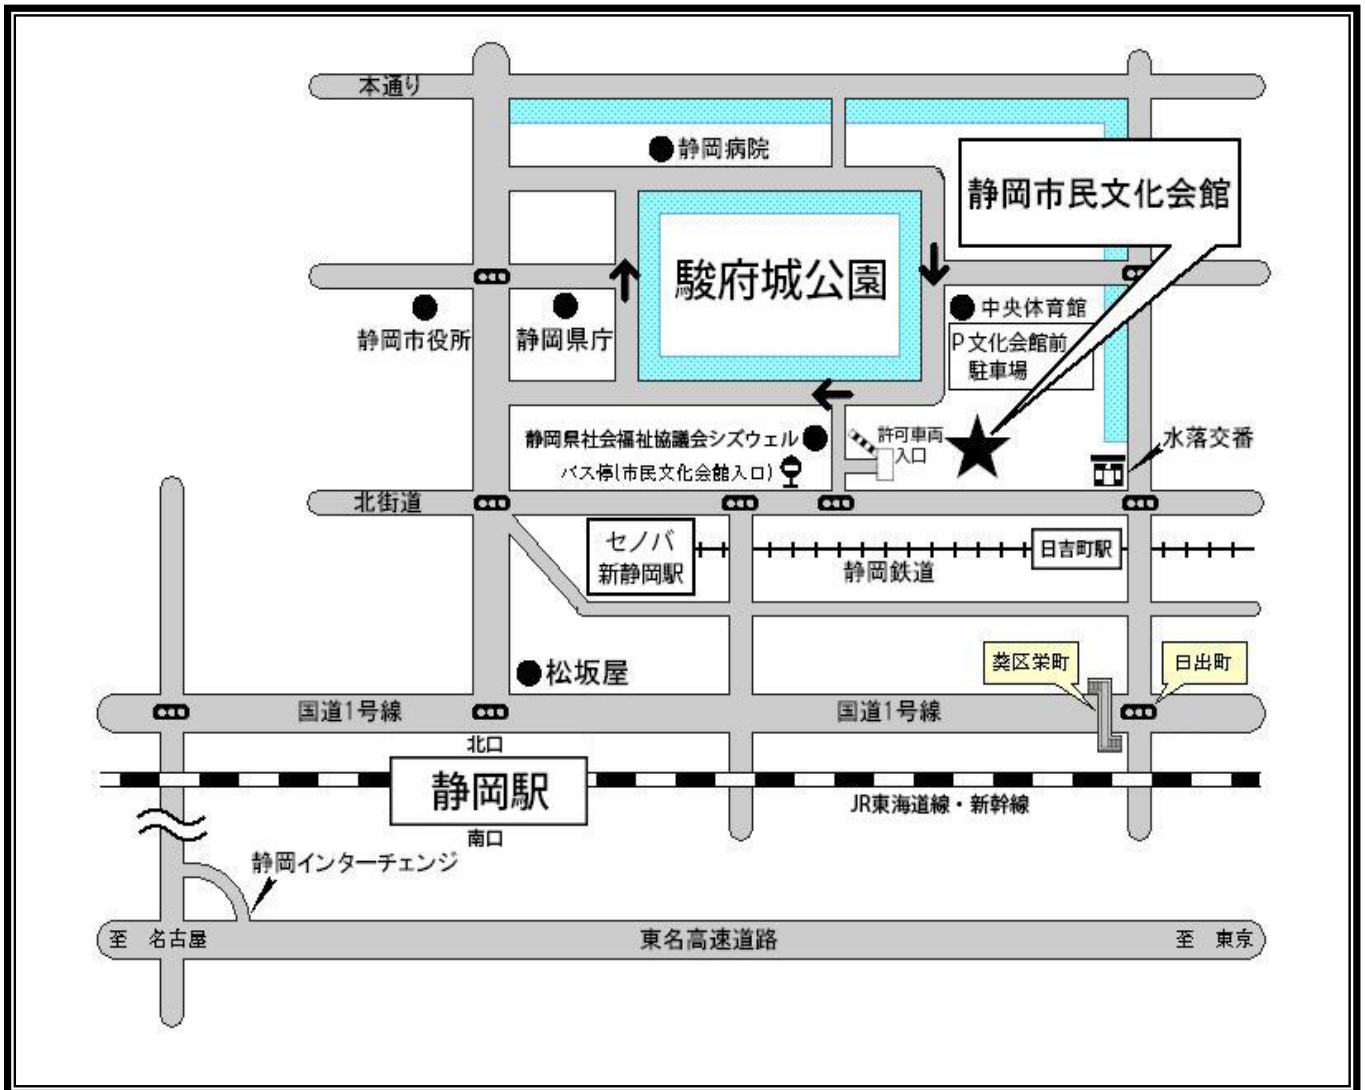 本通り
静岡病院
静岡市民文化会館
駿府城公園
中央体育館
静岡市役所
静岡県庁
P文化会館前
駐車場
静岡県社会福祉協議会シズウェル
許可車両
入口
水落交番
バス停(市民文化会館入口)
北街道
セノバ
新静岡駅
日吉町駅
静岡鉄道
葵区栄町
日出町
松坂屋
国道1号線
国道1号線
北口
静岡駅
JR東海道線・新幹線
南口
静岡インターチェンジ
至 名古屋
東名高速道路
至 東京